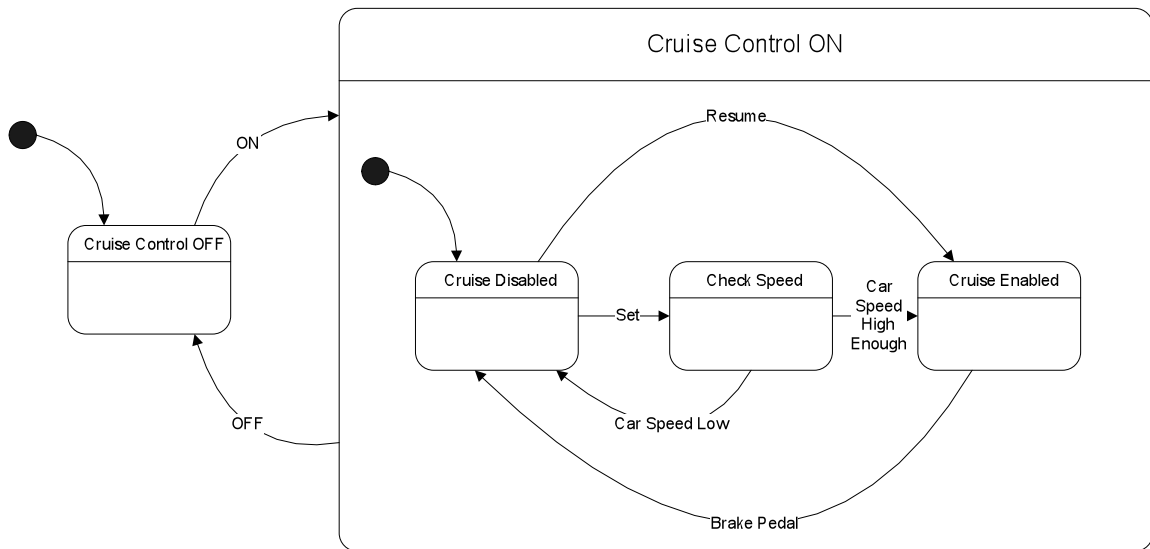 Cruise Control ON
Resume
ON
Cruise Control OFF
Cruise Disabled
Check Speed
Cruise Enabled
Set
Car
Speed
High
Enough
Car Speed Low
OFF
Brake Pedal